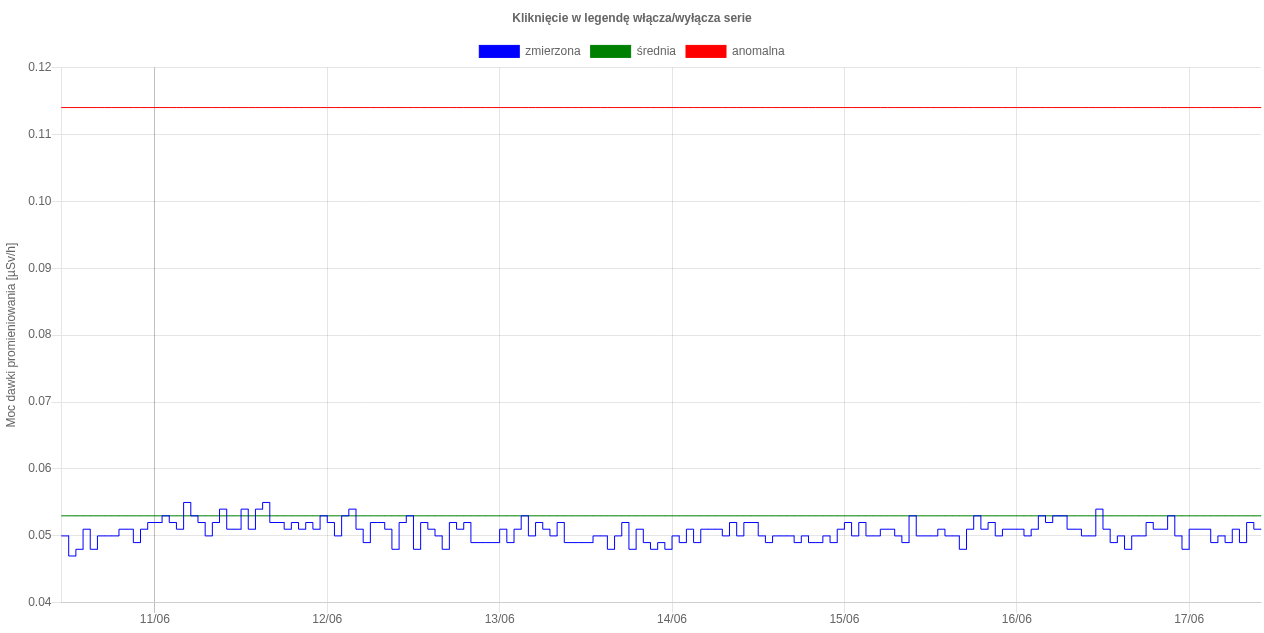 Kliknięcie w legendę włącza/wyłącza serie
zmierzona średnia anomalna
Moc dawki promieniowania [µSv/h]
0.12
0.11
0.10
0.09
0.08
0.07
0.06
0.05
0.04
11/06 12/06 13/06 14/06 15/06 16/06 17/06